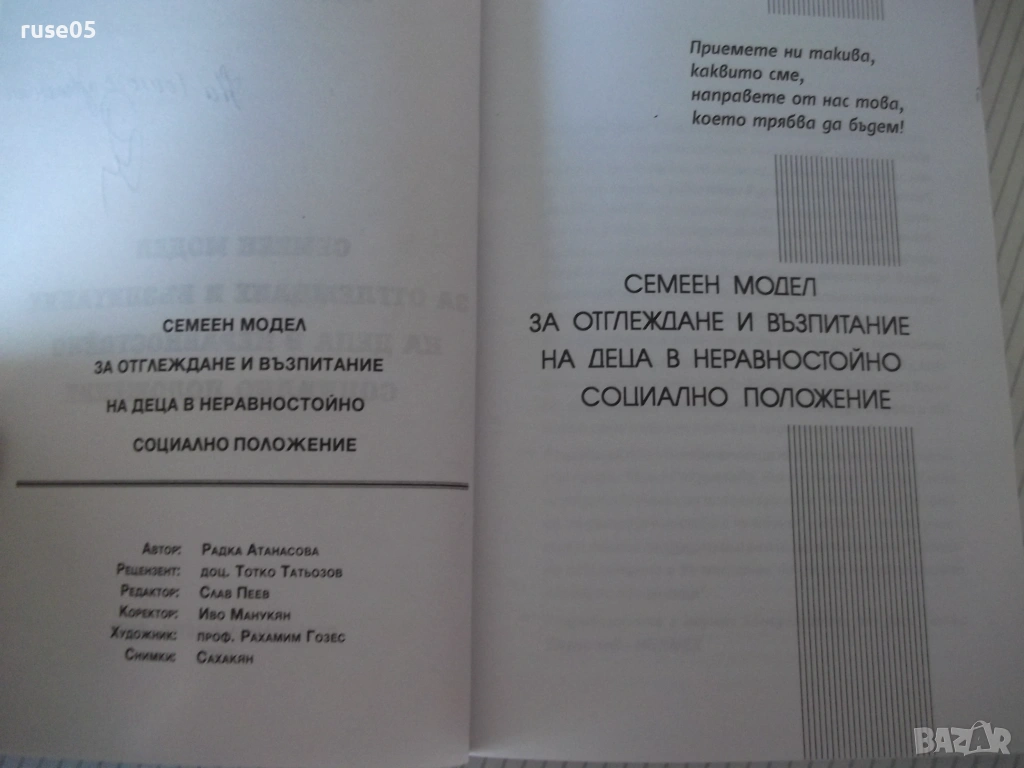 ruse05
СЕМЕЕН МОДЕЛ
ЗА ОТГЛЕЖДАНЕ И ВЪЗПИТАНИЕ
НА ДЕЦА В НЕРАВНОСТОЙНО
СОЦИАЛНО ПОЛОЖЕНИЕ
АВТОР: РАДКА АТАНАСОВА
РЕЦЕНЗЕНТ: ДОЦ. ТОТКО ТАТЬОЗОВ
РЕДАКТОР: СЛАВ ПЕЕВ
КОРЕКТОР: ИВО МАНУКЯН
ХУДОЖНИК: ПРОФ. РАХАМИМ ГОЗЕС
СНИМКИ: САХАКЯН
Приемете ни такива,
каквито сме,
направете от нас това,
което трябва да бъдем!
СЕМЕЕН МОДЕЛ
ЗА ОТГЛЕЖДАНЕ И ВЪЗПИТАНИЕ
НА ДЕЦА В НЕРАВНОСТОЙНО
СОЦИАЛНО ПОЛОЖЕНИЕ
BAZAR